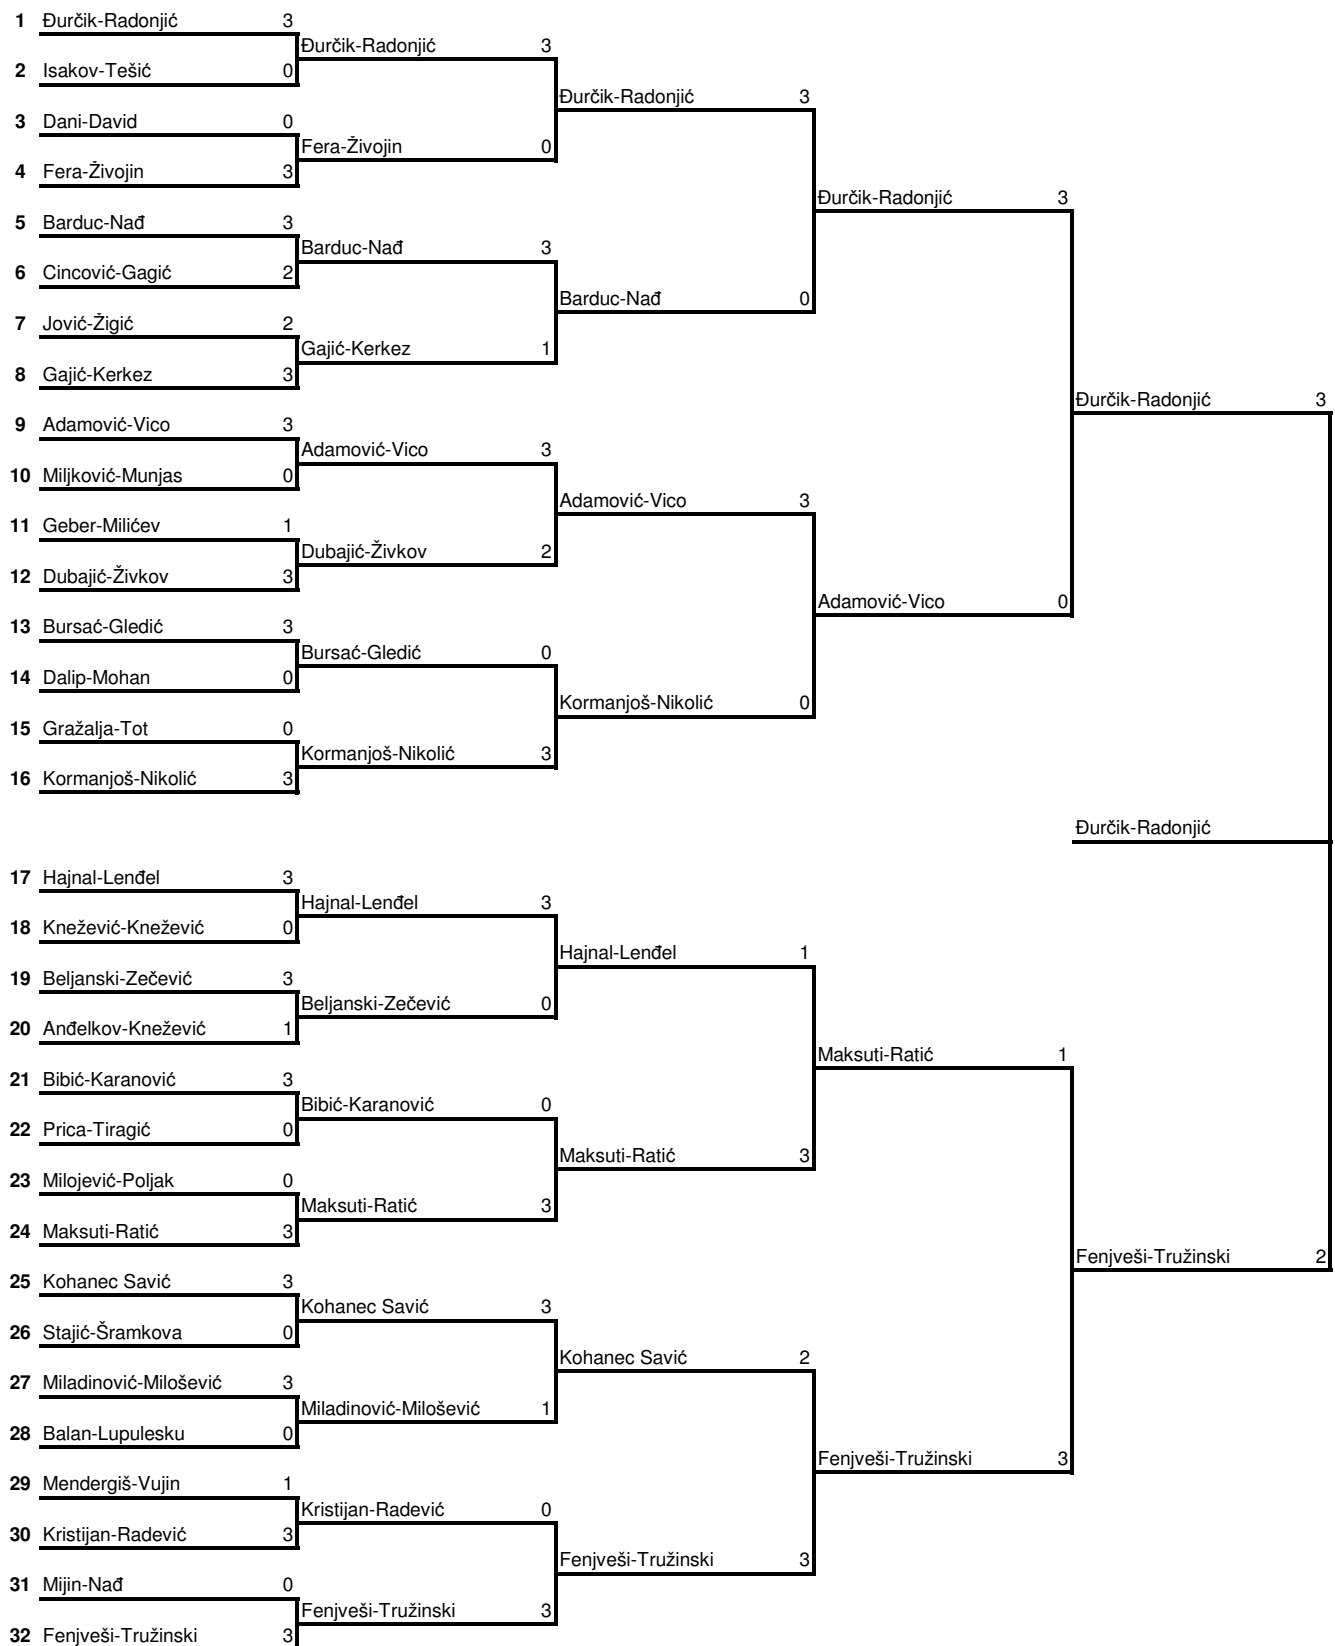 1 Đurčik-Radonjić 3
Đurčik-Radonjić 3
2 Isakov-Tešić 0
Đurčik-Radonjić 3
3 Dani-David 0
Fera-Živojin 0
4 Fera-Živojin 3
Đurčik-Radonjić 3
5 Barduc-Nađ 3
Barduc-Nađ 3
6 Cincović-Gagić 2
Barduc-Nađ 0
7 Jović-Žigić 2
Gajić-Kerkez 1
8 Gajić-Kerkez 3
Đurčik-Radonjić 3
9 Adamović-Vico 3
Adamović-Vico 3
10 Miljković-Munjas 0
Adamović-Vico 3
11 Geber-Milićev 1
Dubajić-Živkov 2
12 Dubajić-Živkov 3
Adamović-Vico 0
13 Bursać-Gledić 3
Bursać-Gledić 0
14 Dalip-Mohan 0
Kormanjoš-Nikolić 0
15 Gražalja-Tot 0
Kormanjoš-Nikolić 3
16 Kormanjoš-Nikolić 3
Đurčik-Radonjić
17 Hajnal-Lenđel 3
Hajnal-Lenđel 3
18 Knežević-Knežević 0
Hajnal-Lenđel 1
19 Beljanski-Zečević 3
Beljanski-Zečević 0
20 Anđelkov-Knežević 1
Maksuti-Ratić 1
21 Bibić-Karanović 3
Bibić-Karanović 0
22 Prica-Tiragić 0
Maksuti-Ratić 3
23 Milojević-Poljak 0
Maksuti-Ratić 3
24 Maksuti-Ratić 3
Fenjveši-Tružinski 2
25 Kohanec Savić 3
Kohanec Savić 3
26 Stajić-Šramkova 0
Kohanec Savić 2
27 Miladinović-Milošević 3
Miladinović-Milošević 1
28 Balan-Lupulesku 0
Fenjveši-Tružinski 3
29 Mendergiš-Vujin 1
Kristijan-Radević 0
30 Kristijan-Radević 3
Fenjveši-Tružinski 3
31 Mijin-Nađ 0
Fenjveši-Tružinski 3
32 Fenjveši-Tružinski 3